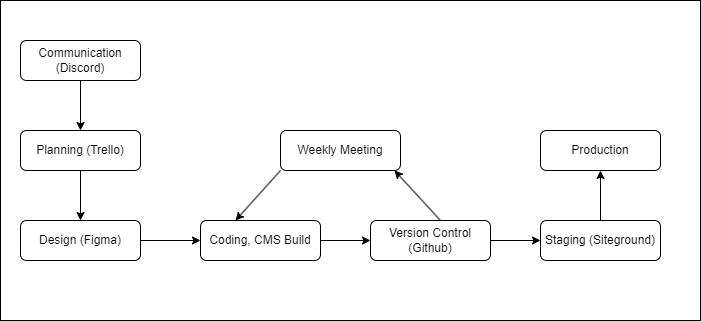 Communication
(Discord)
Planning (Trello)
Weekly Meeting
Production
Design (Figma)
Coding, CMS Build
Version Control
(Github)
Staging (Siteground)